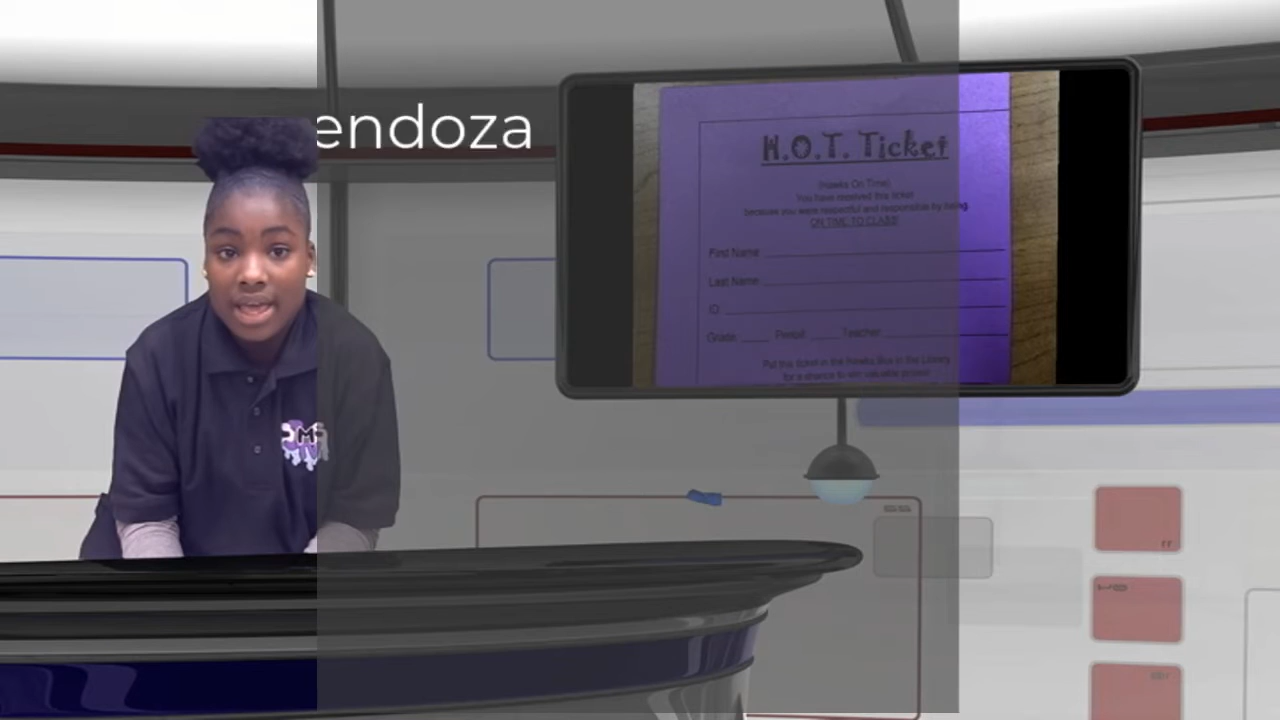 endoza
H.O.T. Ticket
(Hawks On Time)
You have received this ticket
because you were respectful and responsible by being
ON TIME TO CLASS!
First Name
Last Name
ID
Grade Period Teacher
Put this ticket in the Hawks Box in the Library
for a chance to win valuable prizes!